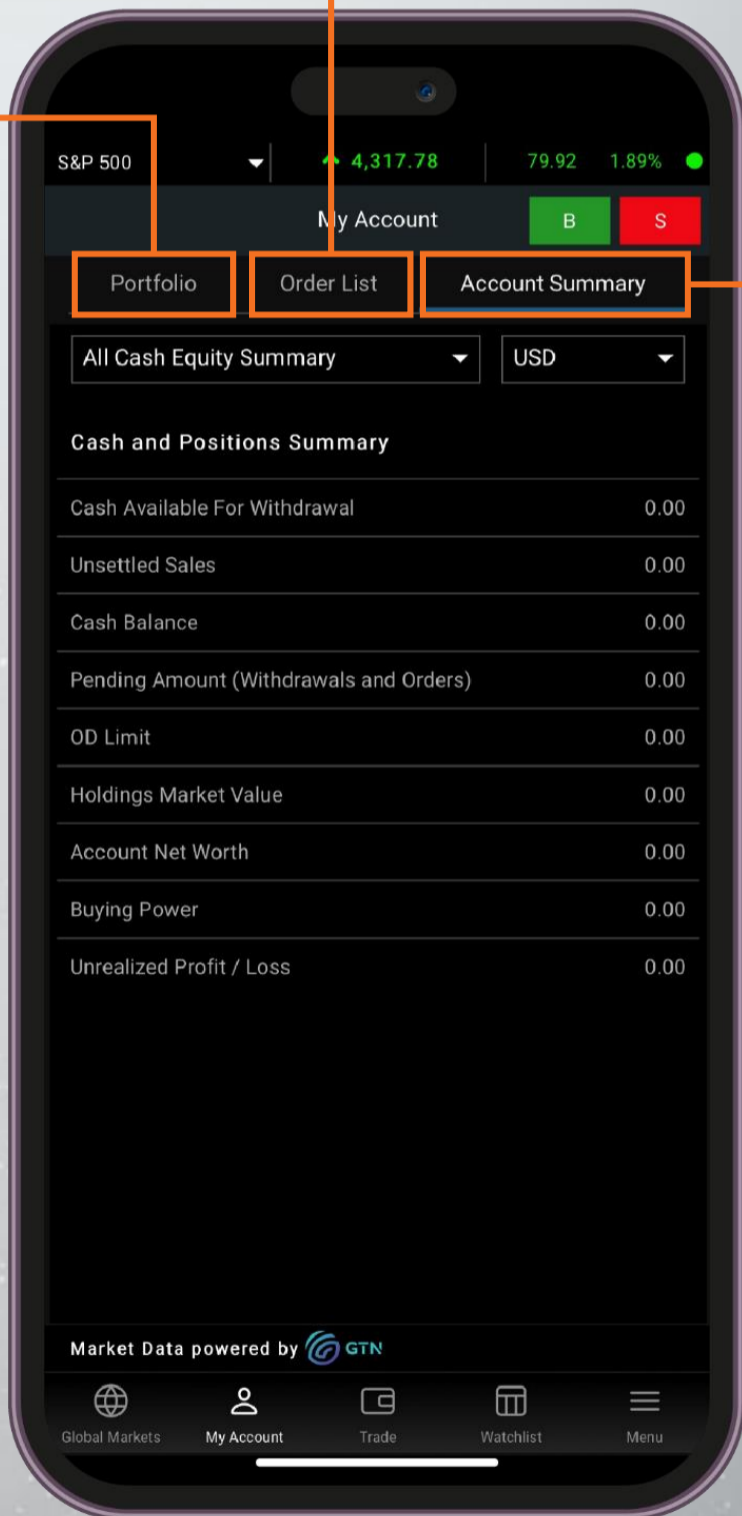 S&P 500 4,317.78 79.92 1.89%
My Account B S
Portfolio Order List Account Summary
All Cash Equity Summary USD
Cash and Positions Summary
Cash Available For Withdrawal 0.00
Unsettled Sales 0.00
Cash Balance 0.00
Pending Amount (Withdrawals and Orders) 0.00
OD Limit 0.00
Holdings Market Value 0.00
Account Net Worth 0.00
Buying Power 0.00
Unrealized Profit / Loss 0.00
Market Data powered by GTN
Global Markets My Account Trade Watchlist Menu